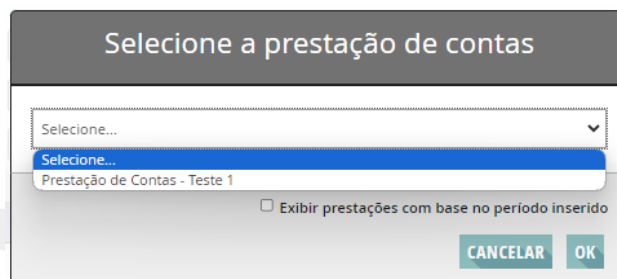 Selecione a prestação de contas
Selecione...
Selecione...
Prestação de Contas - Teste 1
Exibir prestações com base no período inserido
CANCELAR OK